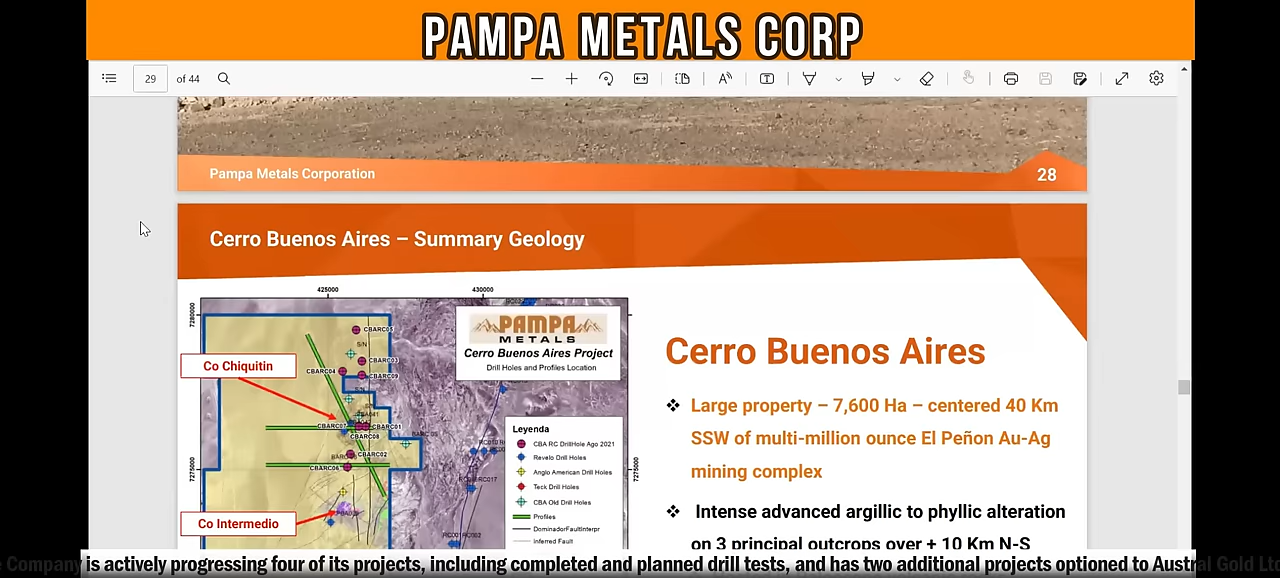 PAMPA METALS CORP
29 of 44
Pampa Metals Corporation
28
Cerro Buenos Aires – Summary Geology
425000
430000
7280000
PAMPA
METALS
Cerro Buenos Aires Project
Drill Holes and Profiles Location
S/N
CBARC03
CBARC04
CBARC09
Co Chiquitin
CBARC07
CBARC01
CBARC08
CBARC02
CBARC06
7275000
7275000
Co Intermedio
Leyenda
CBA RC DrillHole Ago 2021
Revelo Drill Holes
Anglo American Drill Holes
Teck Drill Holes
CBA Old Drill Holes
Profiles
DominadorFaultInterpr
Inferred Fault
Cerro Buenos Aires
❖ Large property – 7,600 Ha – centered 40 Km
SSW of multi-million ounce El Peñon Au-Ag
mining complex
❖ Intense advanced argillic to phyllic alteration
on 3 principal outcrops over + 10 Km N-S
Company is actively progressing four of its projects, including completed and planned drill tests, and has two additional projects optioned to Austral Gold Lt